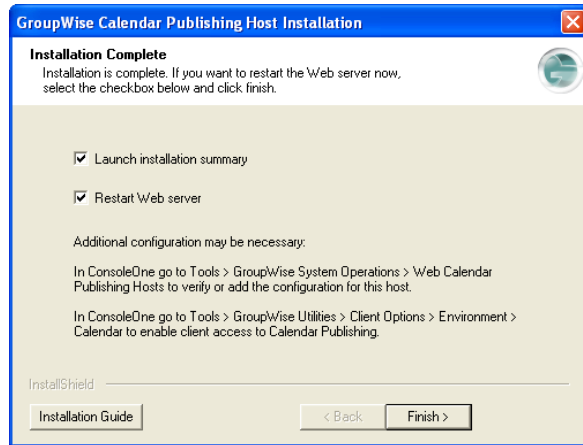 GroupWise Calendar Publishing Host Installation
Installation Complete
Installation is complete. If you want to restart the Web server now,
select the checkbox below and click finish.
Launch installation summary
Restart Web server
Additional configuration may be necessary:
In ConsoleOne go to Tools > GroupWise System Operations > Web Calendar
Publishing Hosts to verify or add the configuration for this host.
In ConsoleOne go to Tools > GroupWise Utilities > Client Options > Environment >
Calendar to enable client access to Calendar Publishing.
InstallShield
Installation Guide
< Back
Finish >